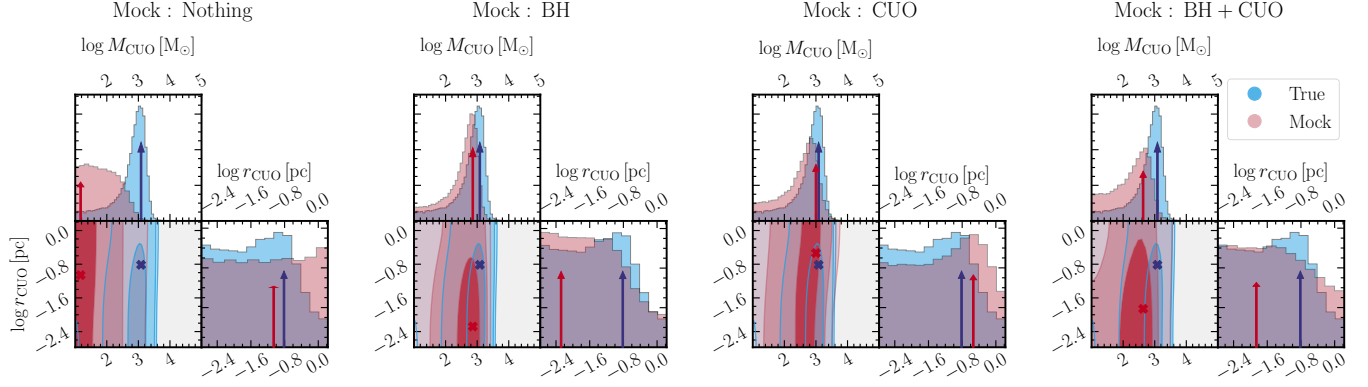 Mock : Nothing
log M_CUO [M_⊙]
2 3 4 5
log r_CUO [pc]
−2.4 −1.6 −0.8 0.0
log r_CUO [pc]
0.0
−0.8
−1.6
−2.4
2 3 4
−2.4 −1.6 −0.8 0.0
Mock : BH
log M_CUO [M_⊙]
2 3 4 5
log r_CUO [pc]
−2.4 −1.6 −0.8 0.0
0.0
−0.8
−1.6
−2.4
2 3 4
−2.4 −1.6 −0.8 0.0
Mock : CUO
log M_CUO [M_⊙]
2 3 4 5
log r_CUO [pc]
−2.4 −1.6 −0.8 0.0
0.0
−0.8
−1.6
−2.4
2 3 4
−2.4 −1.6 −0.8 0.0
Mock : BH + CUO
log M_CUO [M_⊙]
2 3 4 5
True
Mock
log r_CUO [pc]
−2.4 −1.6 −0.8 0.0
0.0
−0.8
−1.6
−2.4
2 3 4
−2.4 −1.6 −0.8 0.0